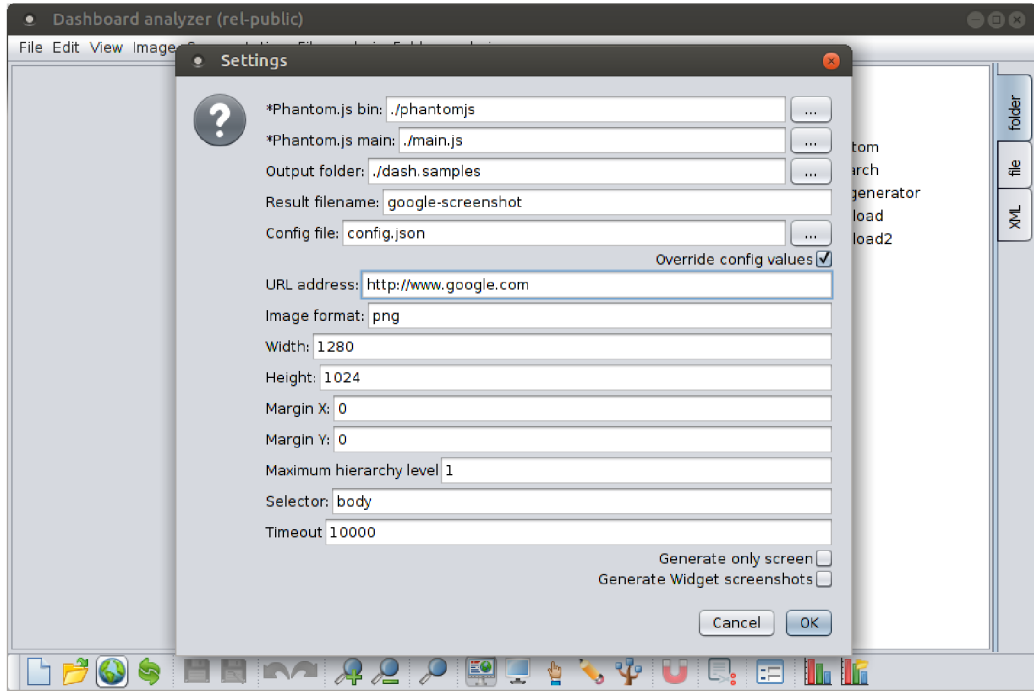 Dashboard analyzer (rel-public)
File Edit View Image
Settings
*Phantom.js bin: ./phantomjs ...
*Phantom.js main: ./main.js ...
Output folder: ./dash.samples ...
Result filename: google-screenshot
Config file: config.json ...
Override config values
URL address: http://www.google.com
Image format: png
Width: 1280
Height: 1024
Margin X: 0
Margin Y: 0
Maximum hierarchy level 1
Selector: body
Timeout 10000
Generate only screen
Generate Widget screenshots
Cancel OK
tom
arch
generator
load
load2
folder
file
XML